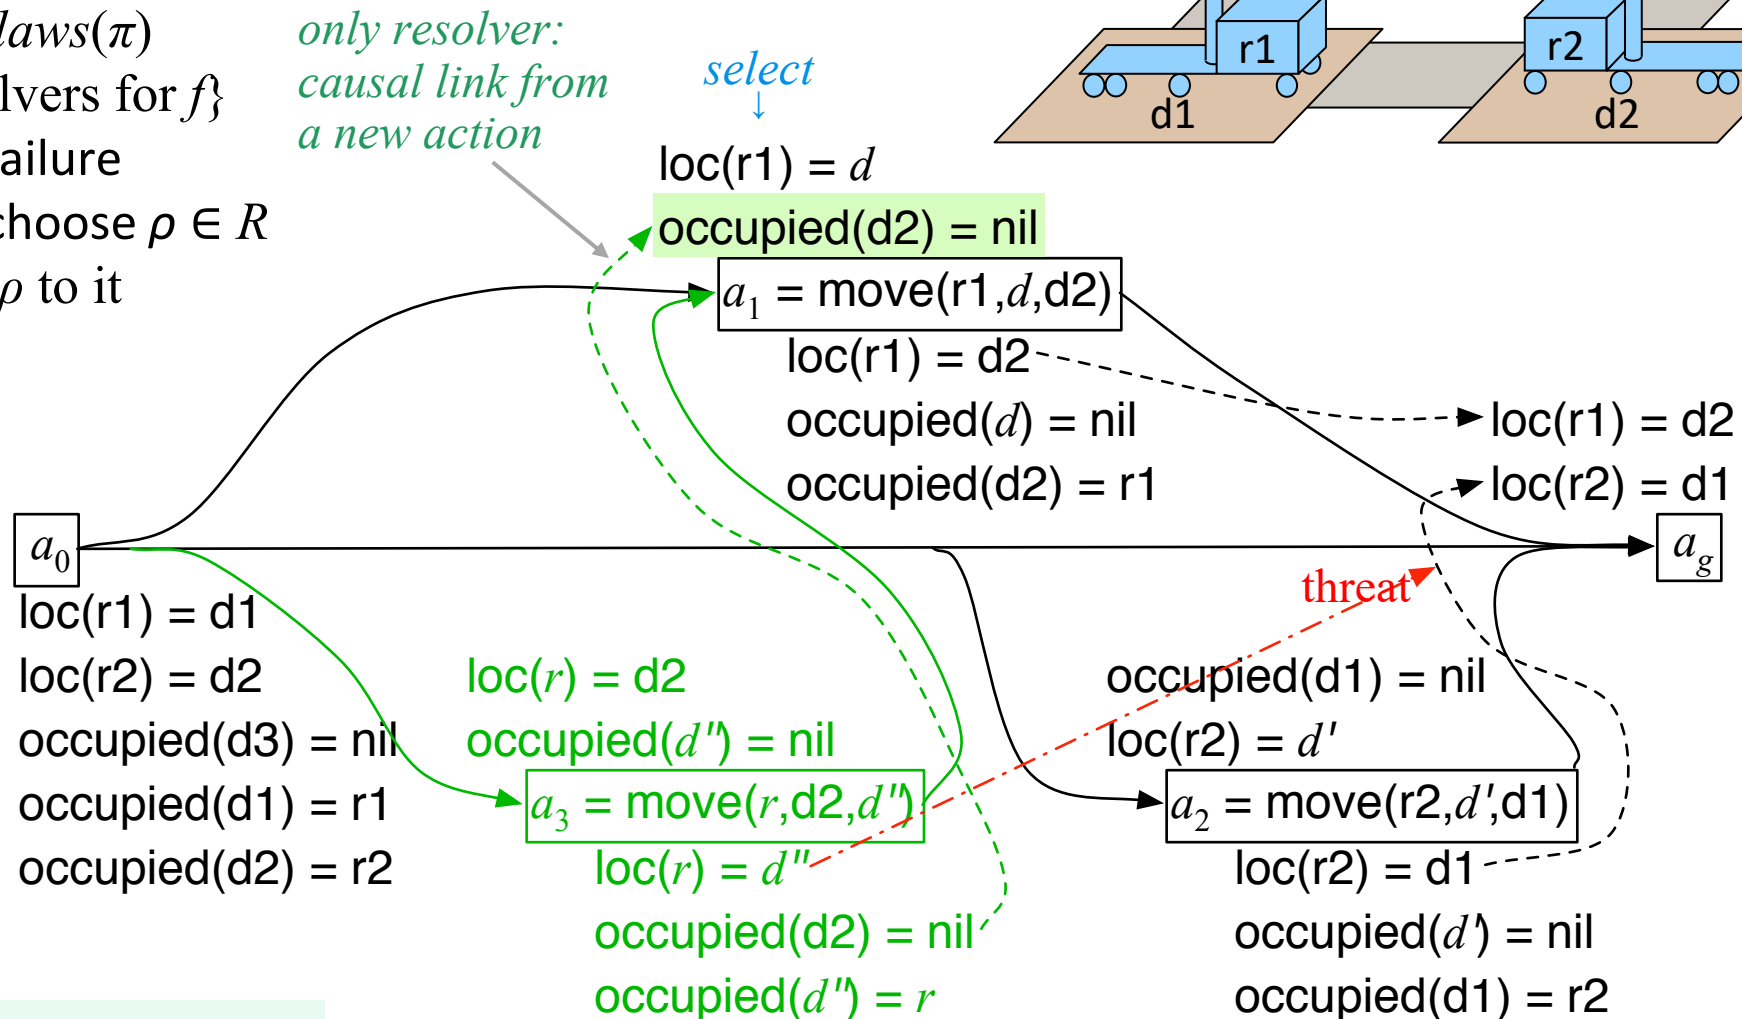 laws(π)
lvers for f}
ailure
choose ρ ∈ R
ρ to it
only resolver:
causal link from
a new action
select
↓
r1
r2
d1
d2
loc(r1) = d
occupied(d2) = nil
a₁ = move(r1,d,d2)
loc(r1) = d2
occupied(d) = nil
occupied(d2) = r1
loc(r1) = d2
loc(r2) = d1
a₀
a_g
loc(r1) = d1
loc(r2) = d2
occupied(d3) = nil
occupied(d1) = r1
occupied(d2) = r2
threat
loc(r) = d2
occupied(d″) = nil
a₃ = move(r,d2,d″)
loc(r) = d″
occupied(d2) = nil
occupied(d″) = r
occupied(d1) = nil
loc(r2) = d′
a₂ = move(r2,d′,d1)
loc(r2) = d1
occupied(d′) = nil
occupied(d1) = r2